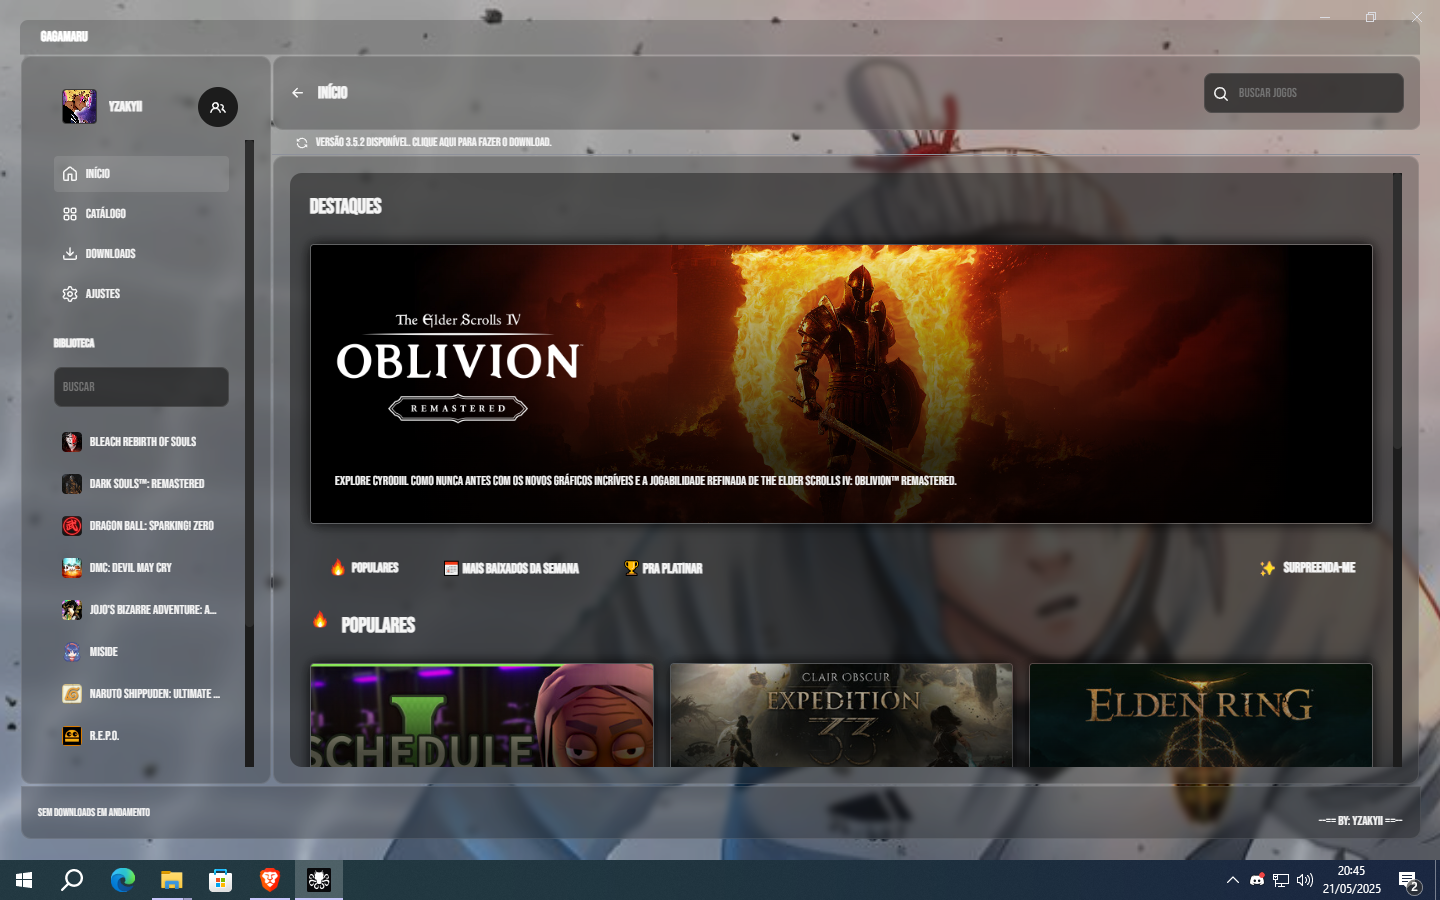 GAGAMARU
YZAKYII
INÍCIO
BUSCAR JOGOS
VERSÃO 3.5.2 DISPONÍVEL. CLIQUE AQUI PARA FAZER O DOWNLOAD.
INÍCIO
CATÁLOGO
DOWNLOADS
AJUSTES
BIBLIOTECA
BUSCAR
BLEACH REBIRTH OF SOULS
DARK SOULS™: REMASTERED
DRAGON BALL: SPARKING! ZERO
DMC: DEVIL MAY CRY
JOJO'S BIZARRE ADVENTURE: A...
MISIDE
NARUTO SHIPPUDEN: ULTIMATE ...
R.E.P.O.
DESTAQUES
The Elder Scrolls IV
OBLIVION™
REMASTERED
EXPLORE CYRODIIL COMO NUNCA ANTES COM OS NOVOS GRÁFICOS INCRÍVEIS E A JOGABILIDADE REFINADA DE THE ELDER SCROLLS IV: OBLIVION™ REMASTERED.
POPULARES
MAIS BAIXADOS DA SEMANA
PRA PLATINAR
SURPREENDA-ME
POPULARES
I
SCHEDULE
CLAIR OBSCUR
EXPEDITION
33
ELDEN RING
SEM DOWNLOADS EM ANDAMENTO
--== BY: YZAKYII ==--
20:45
21/05/2025
2